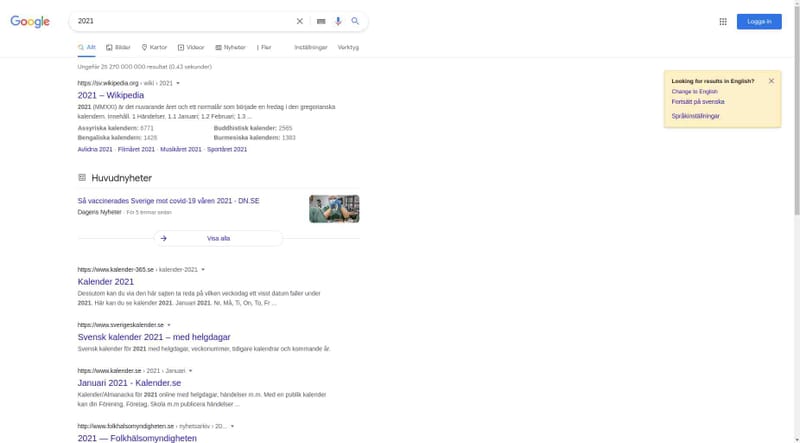 Google
2021
Logga in
Allt Bilder Kartor Videor Nyheter Fler Inställningar Verktyg
Ungefär 25 270 000 000 resultat (0,43 sekunder)
https://sv.wikipedia.org › wiki › 2021
2021 – Wikipedia
2021 (MMXXI) är det nuvarande året och ett normalår som började en fredag i den gregorianska
kalendern. Innehåll. 1 Händelser. 1.1 Januari; 1.2 Februari; 1.3 ...
Assyriska kalendern: 6771 Buddhistisk kalender: 2565
Bengaliska kalendern: 1428 Burmesiska kalendern: 1383
Avlidna 2021 · Filmåret 2021 · Musikåret 2021 · Sportåret 2021
Looking for results in English?
Change to English
Fortsätt på svenska
Språkinställningar
Huvudnyheter
Så vaccinerades Sverige mot covid-19 våren 2021 - DN.SE
Dagens Nyheter · För 5 timmar sedan
Visa alla
https://www.kalender-365.se › kalender-2021
Kalender 2021
Dessutom kan du via den här sajten ta reda på vilken veckodag ett visst datum faller under
2021. Här kan du se kalender 2021. Januari 2021. Nr, Må, Ti, On, To, Fr ...
https://www.sverigeskalender.se
Svensk kalender 2021 – med helgdagar
Svensk kalender för 2021 med helgdagar, veckonummer, tidigare kalendrar och kommande år.
https://www.kalender.se › 2021 › Januari
Januari 2021 - Kalender.se
Kalender/Almanacka för 2021 online med helgdagar, händelser m.m. Med en publik kalender
kan din Förening, Företag, Skola m.m publicera händelser ...
http://www.folkhalsomyndigheten.se › nyhetsarkiv › 20...
2021 — Folkhälsomyndigheten